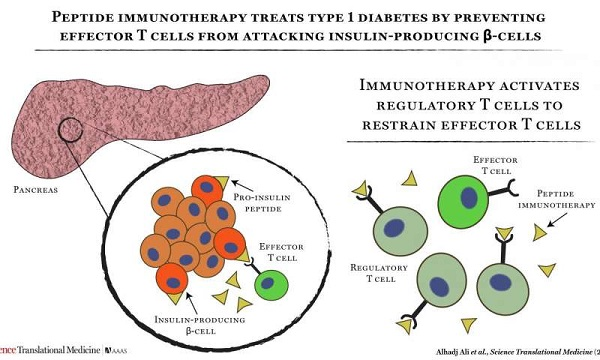 PEPTIDE IMMUNOTHERAPY TREATS TYPE 1 DIABETES BY PREVENTING
EFFECTOR T CELLS FROM ATTACKING INSULIN-PRODUCING β-CELLS
IMMUNOTHERAPY ACTIVATES
REGULATORY T CELLS TO
RESTRAIN EFFECTOR T CELLS
PANCREAS
PRO-INSULIN
PEPTIDE
EFFECTOR
T CELL
INSULIN-PRODUCING
β-CELL
EFFECTOR
T CELL
PEPTIDE
IMMUNOTHERAPY
REGULATORY
T CELL
ence Translational Medicine | AAAS
Alhadj Ali et al., Science Translational Medicine (2